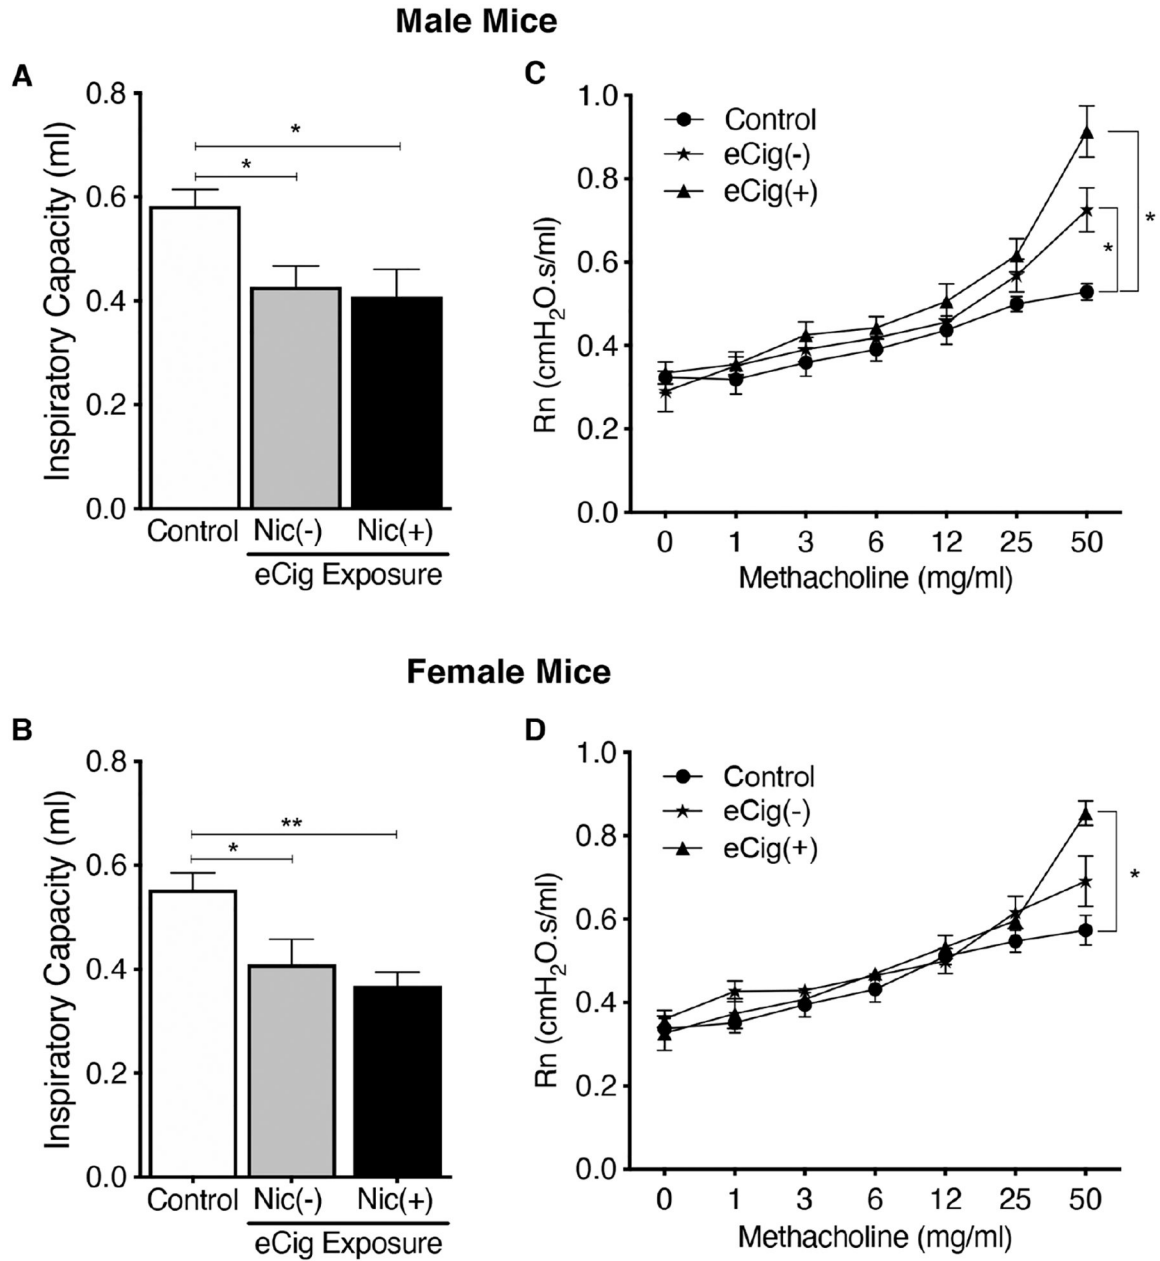 Male Mice
A
Inspiratory Capacity (ml)
0.8
0.6
0.4
0.2
0.0
*
*
Control Nic(-) Nic(+)
eCig Exposure
C
Rn (cmH2O.s/ml)
1.0
0.8
0.6
0.4
0.2
0.0
Control
eCig(-)
eCig(+)
*
*
0 1 3 6 12 25 50
Methacholine (mg/ml)
Female Mice
B
Inspiratory Capacity (ml)
0.8
0.6
0.4
0.2
0.0
**
*
Control Nic(-) Nic(+)
eCig Exposure
D
Rn (cmH2O.s/ml)
1.0
0.8
0.6
0.4
0.2
0.0
Control
eCig(-)
eCig(+)
*
0 1 3 6 12 25 50
Methacholine (mg/ml)